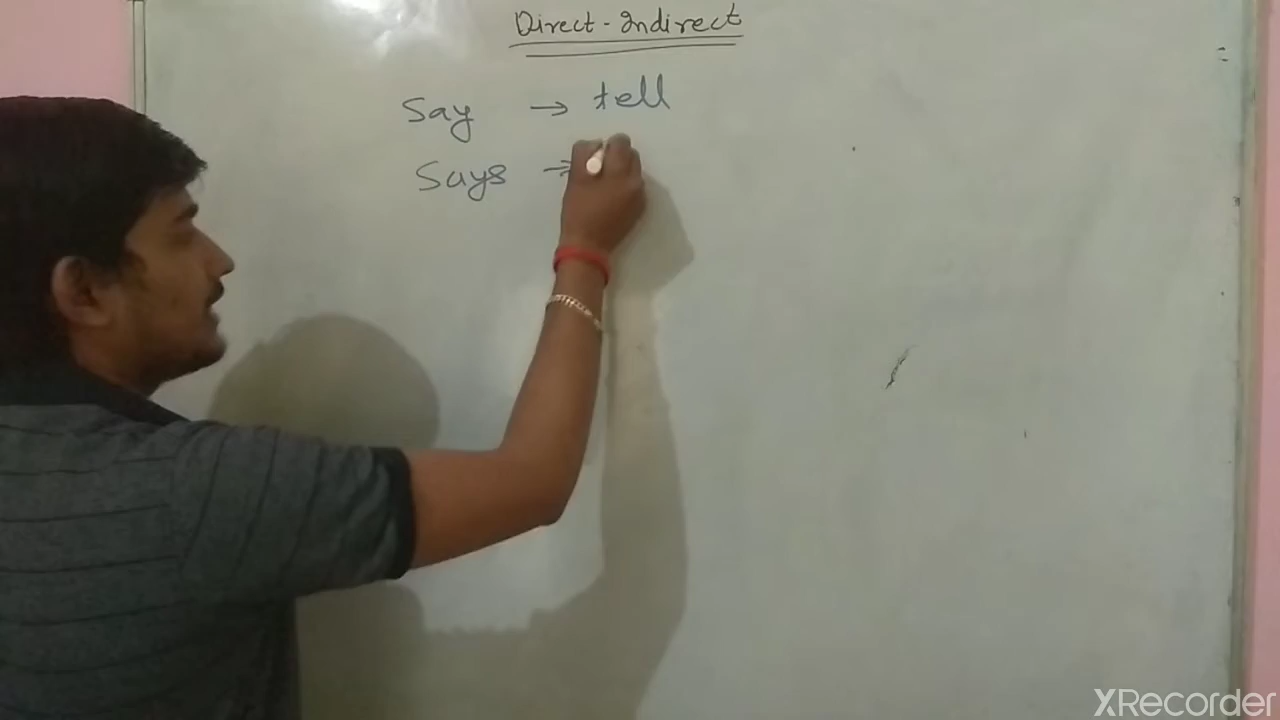 Direct - Indirect
Say → tell
Says →
XRecorder